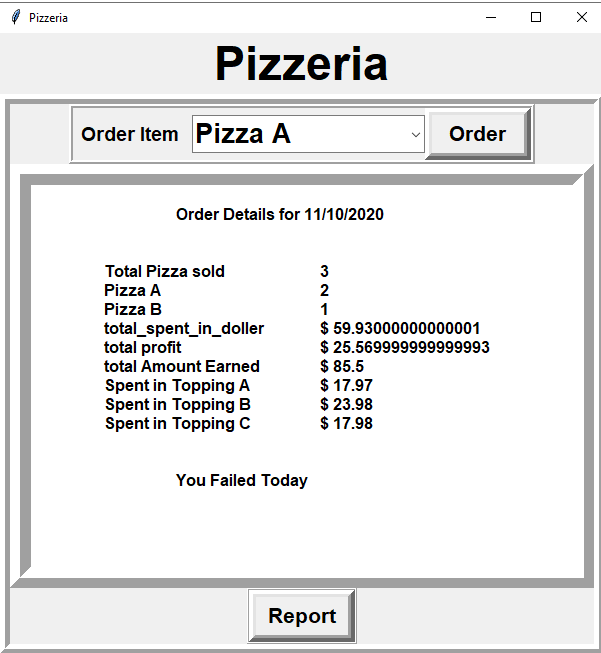 Pizzeria
Pizzeria
Order Item Pizza A Order
Order Details for 11/10/2020
Total Pizza sold 3
Pizza A 2
Pizza B 1
total_spent_in_doller $ 59.93000000000001
total profit $ 25.569999999999993
total Amount Earned $ 85.5
Spent in Topping A $ 17.97
Spent in Topping B $ 23.98
Spent in Topping C $ 17.98
You Failed Today
Report